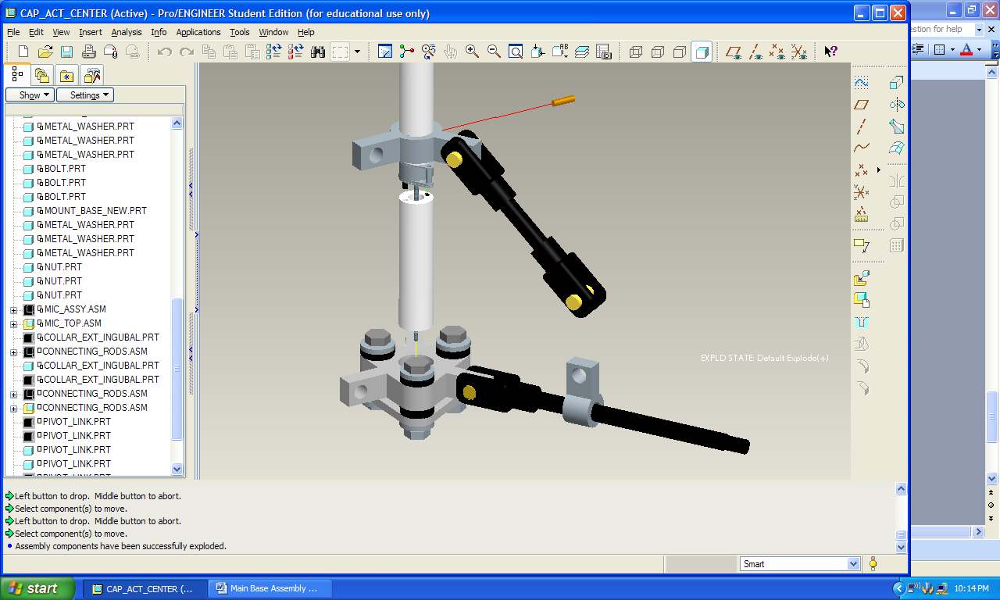 CAP_ACT_CENTER (Active) - Pro/ENGINEER Student Edition (for educational use only)
File Edit View Insert Analysis Info Applications Tools Window Help
estion for help
Show Settings
METAL_WASHER.PRT
METAL_WASHER.PRT
METAL_WASHER.PRT
BOLT.PRT
BOLT.PRT
BOLT.PRT
MOUNT_BASE_NEW.PRT
METAL_WASHER.PRT
METAL_WASHER.PRT
METAL_WASHER.PRT
NUT.PRT
NUT.PRT
NUT.PRT
MIC_ASSY.ASM
MIC_TOP.ASM
COLLAR_EXT_INGUBAL.PRT
CONNECTING_RODS.ASM
COLLAR_EXT_INGUBAL.PRT
COLLAR_EXT_INGUBAL.PRT
CONNECTING_RODS.ASM
CONNECTING_RODS.ASM
PIVOT_LINK.PRT
PIVOT_LINK.PRT
PIVOT_LINK.PRT
PIVOT_LINK.PRT
PIVOT_LINK.PRT
EXPLD STATE: Default Explode(+)
Left button to drop. Middle button to abort.
Select component(s) to move.
Left button to drop. Middle button to abort.
Select component(s) to move.
Assembly components have been successfully exploded.
Smart
start CAP_ACT_CENTER (... Main Base Assembly ... 10:14 PM